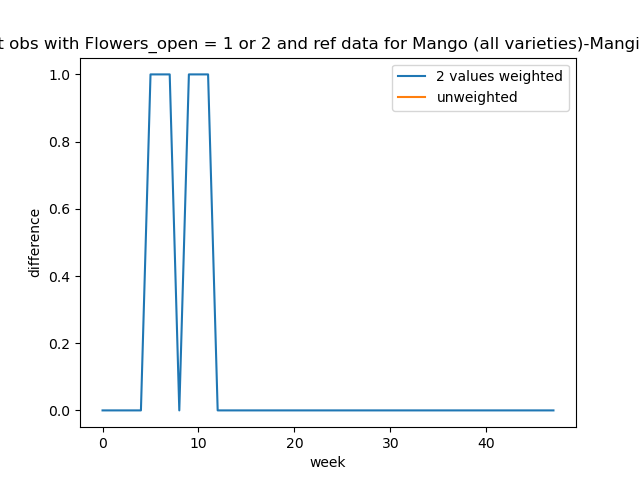 t obs with Flowers_open = 1 or 2 and ref data for Mango (all varieties)-Mangi
2 values weighted
unweighted
1.0
0.8
0.6
0.4
0.2
0.0
difference
0 10 20 30 40
week